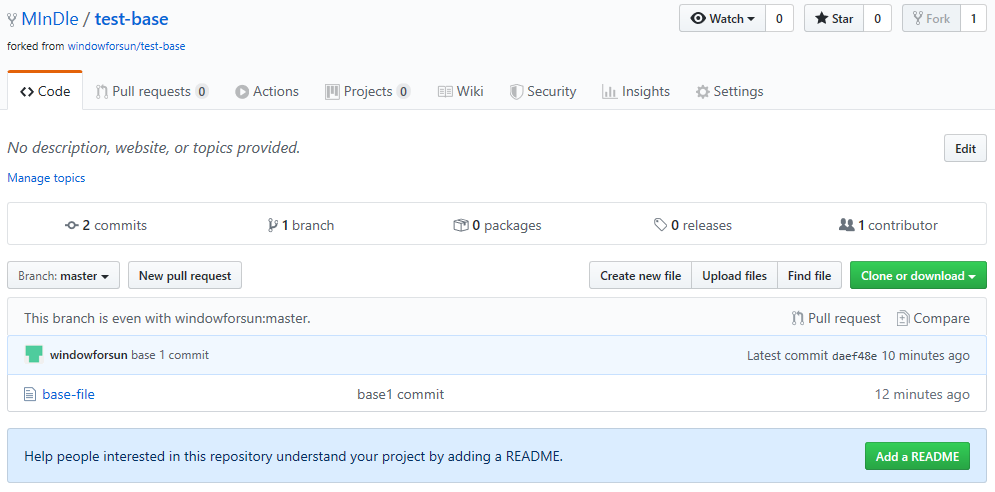 MInDle / test-base
Watch 0 Star 0 Fork 1
forked from windowforsun/test-base
Code Pull requests 0 Actions Projects 0 Wiki Security Insights Settings
No description, website, or topics provided.
Edit
Manage topics
2 commits 1 branch 0 packages 0 releases 1 contributor
Branch: master New pull request Create new file Upload files Find file Clone or download
This branch is even with windowforsun:master. Pull request Compare
windowforsun base 1 commit Latest commit daef48e 10 minutes ago
base-file base1 commit 12 minutes ago
Help people interested in this repository understand your project by adding a README. Add a README